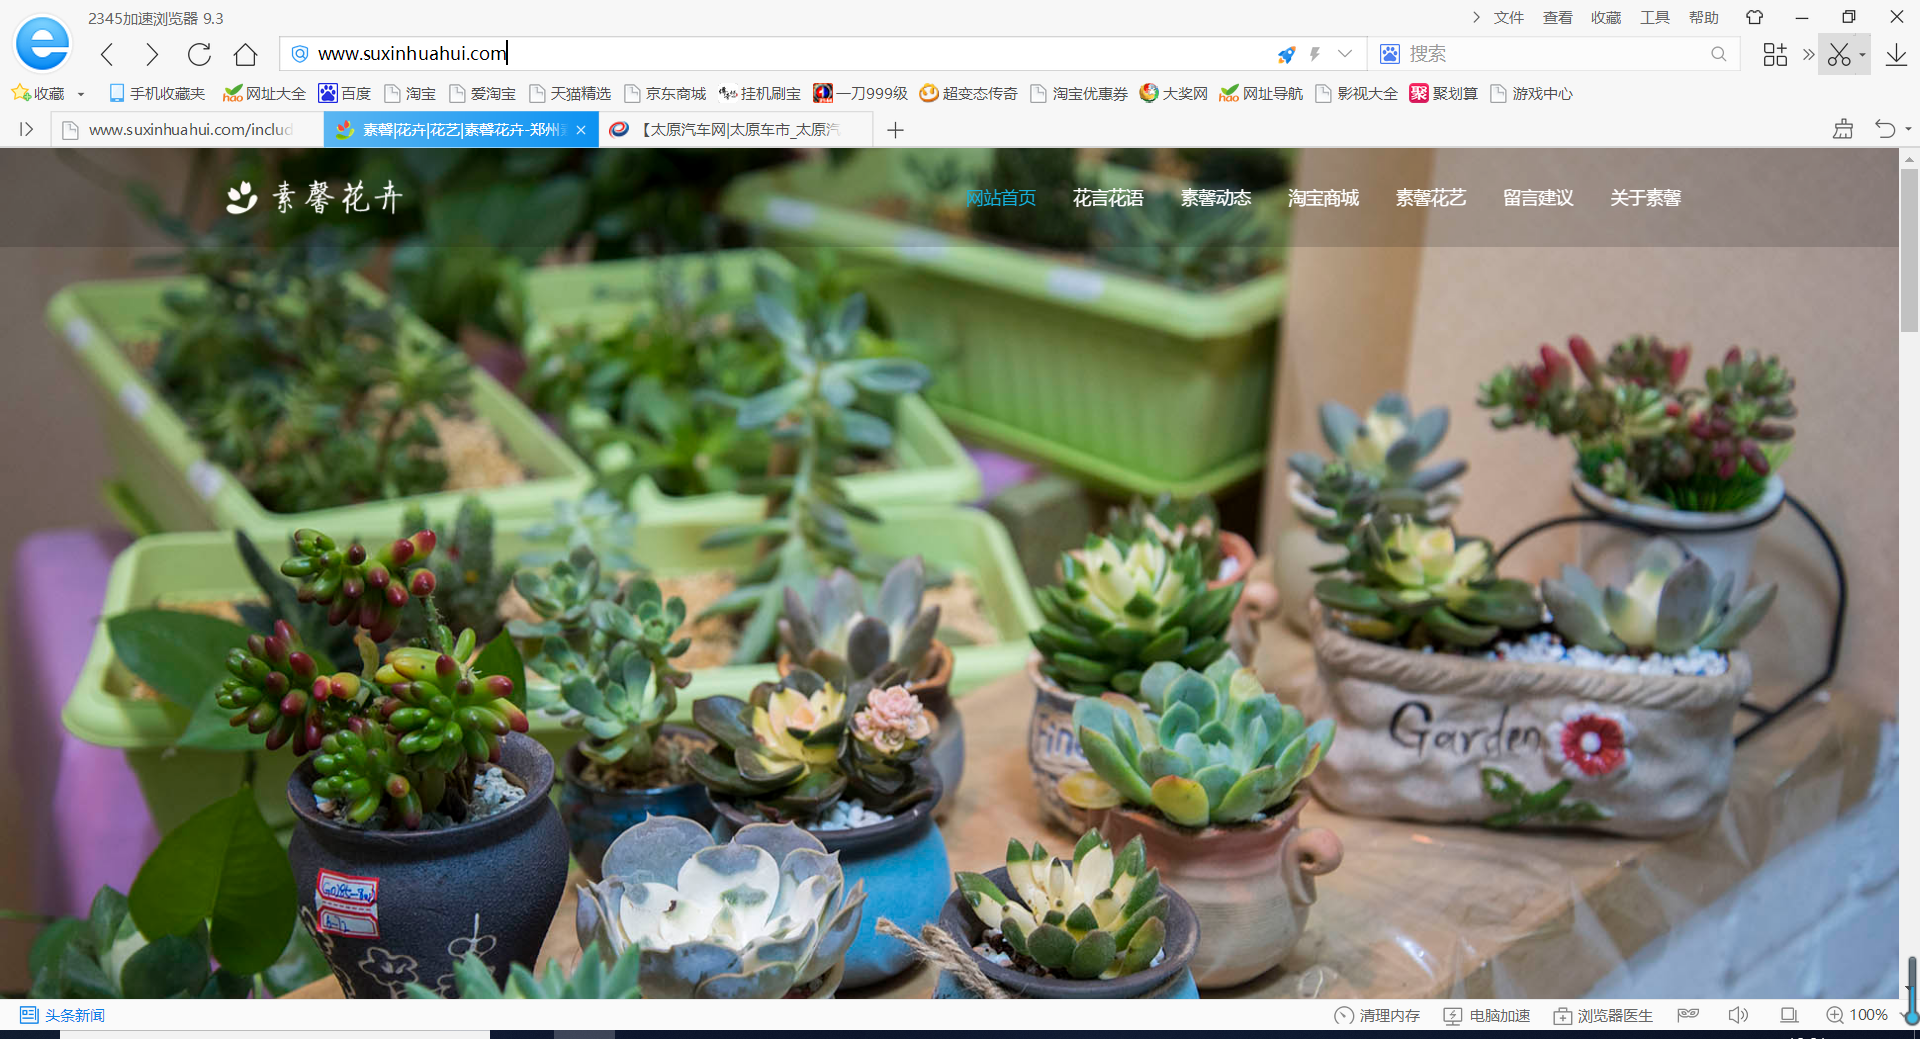 2345加速浏览器 9.3
文件 查看 收藏 工具 帮助
www.suxinhuahui.com
搜索
收藏 手机收藏夹 网址大全 百度 淘宝 爱淘宝 天猫精选 京东商城 挂机刷宝 一刀999级 超变态传奇 淘宝优惠券 大奖网 网址导航 影视大全 聚划算 游戏中心
www.suxinhuahui.com/includ 素馨|花卉|花艺|素馨花卉-郑州 【太原汽车网|太原车市_太原汽
素馨花卉
网站首页 花言花语 素馨动态 淘宝商城 素馨花艺 留言建议 关于素馨
Garden
头条新闻 清理内存 电脑加速 浏览器医生 100%